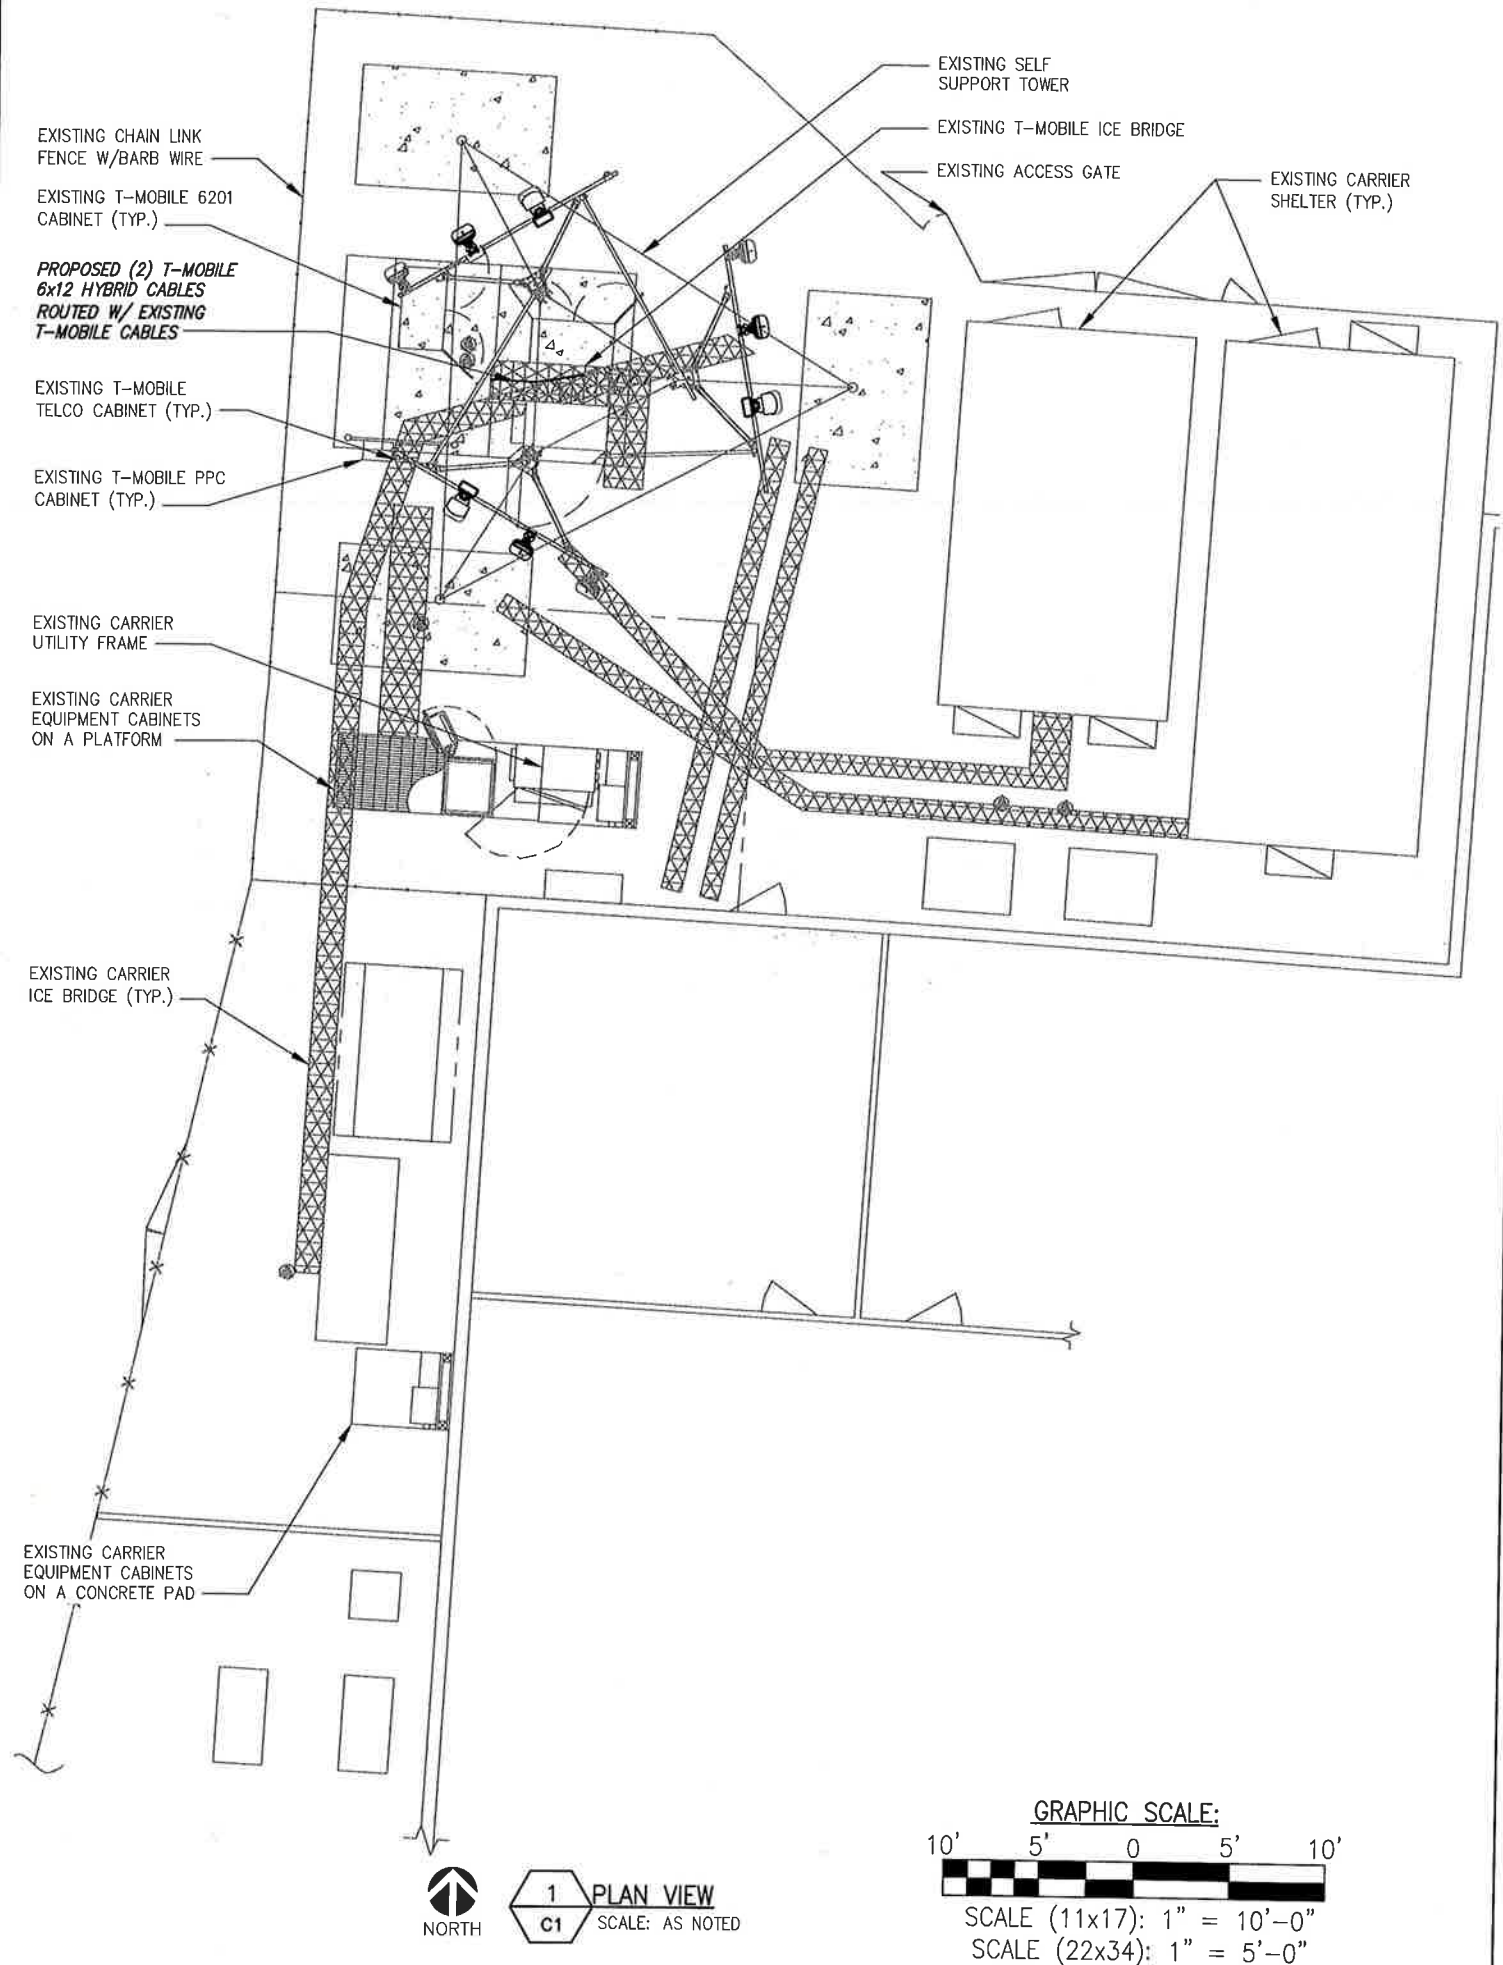 EXISTING SELF
SUPPORT TOWER
EXISTING T-MOBILE ICE BRIDGE
EXISTING ACCESS GATE
EXISTING CARRIER
SHELTER (TYP.)
EXISTING CHAIN LINK
FENCE W/BARB WIRE
EXISTING T-MOBILE 6201
CABINET (TYP.)
PROPOSED (2) T-MOBILE
6x12 HYBRID CABLES
ROUTED W/ EXISTING
T-MOBILE CABLES
EXISTING T-MOBILE
TELCO CABINET (TYP.)
EXISTING T-MOBILE PPC
CABINET (TYP.)
EXISTING CARRIER
UTILITY FRAME
EXISTING CARRIER
EQUIPMENT CABINETS
ON A PLATFORM
EXISTING CARRIER
ICE BRIDGE (TYP.)
EXISTING CARRIER
EQUIPMENT CABINETS
ON A CONCRETE PAD
NORTH
1
C1
PLAN VIEW
SCALE: AS NOTED
GRAPHIC SCALE:
10' 5' 0 5' 10'
SCALE (11x17): 1" = 10'-0"
SCALE (22x34): 1" = 5'-0"